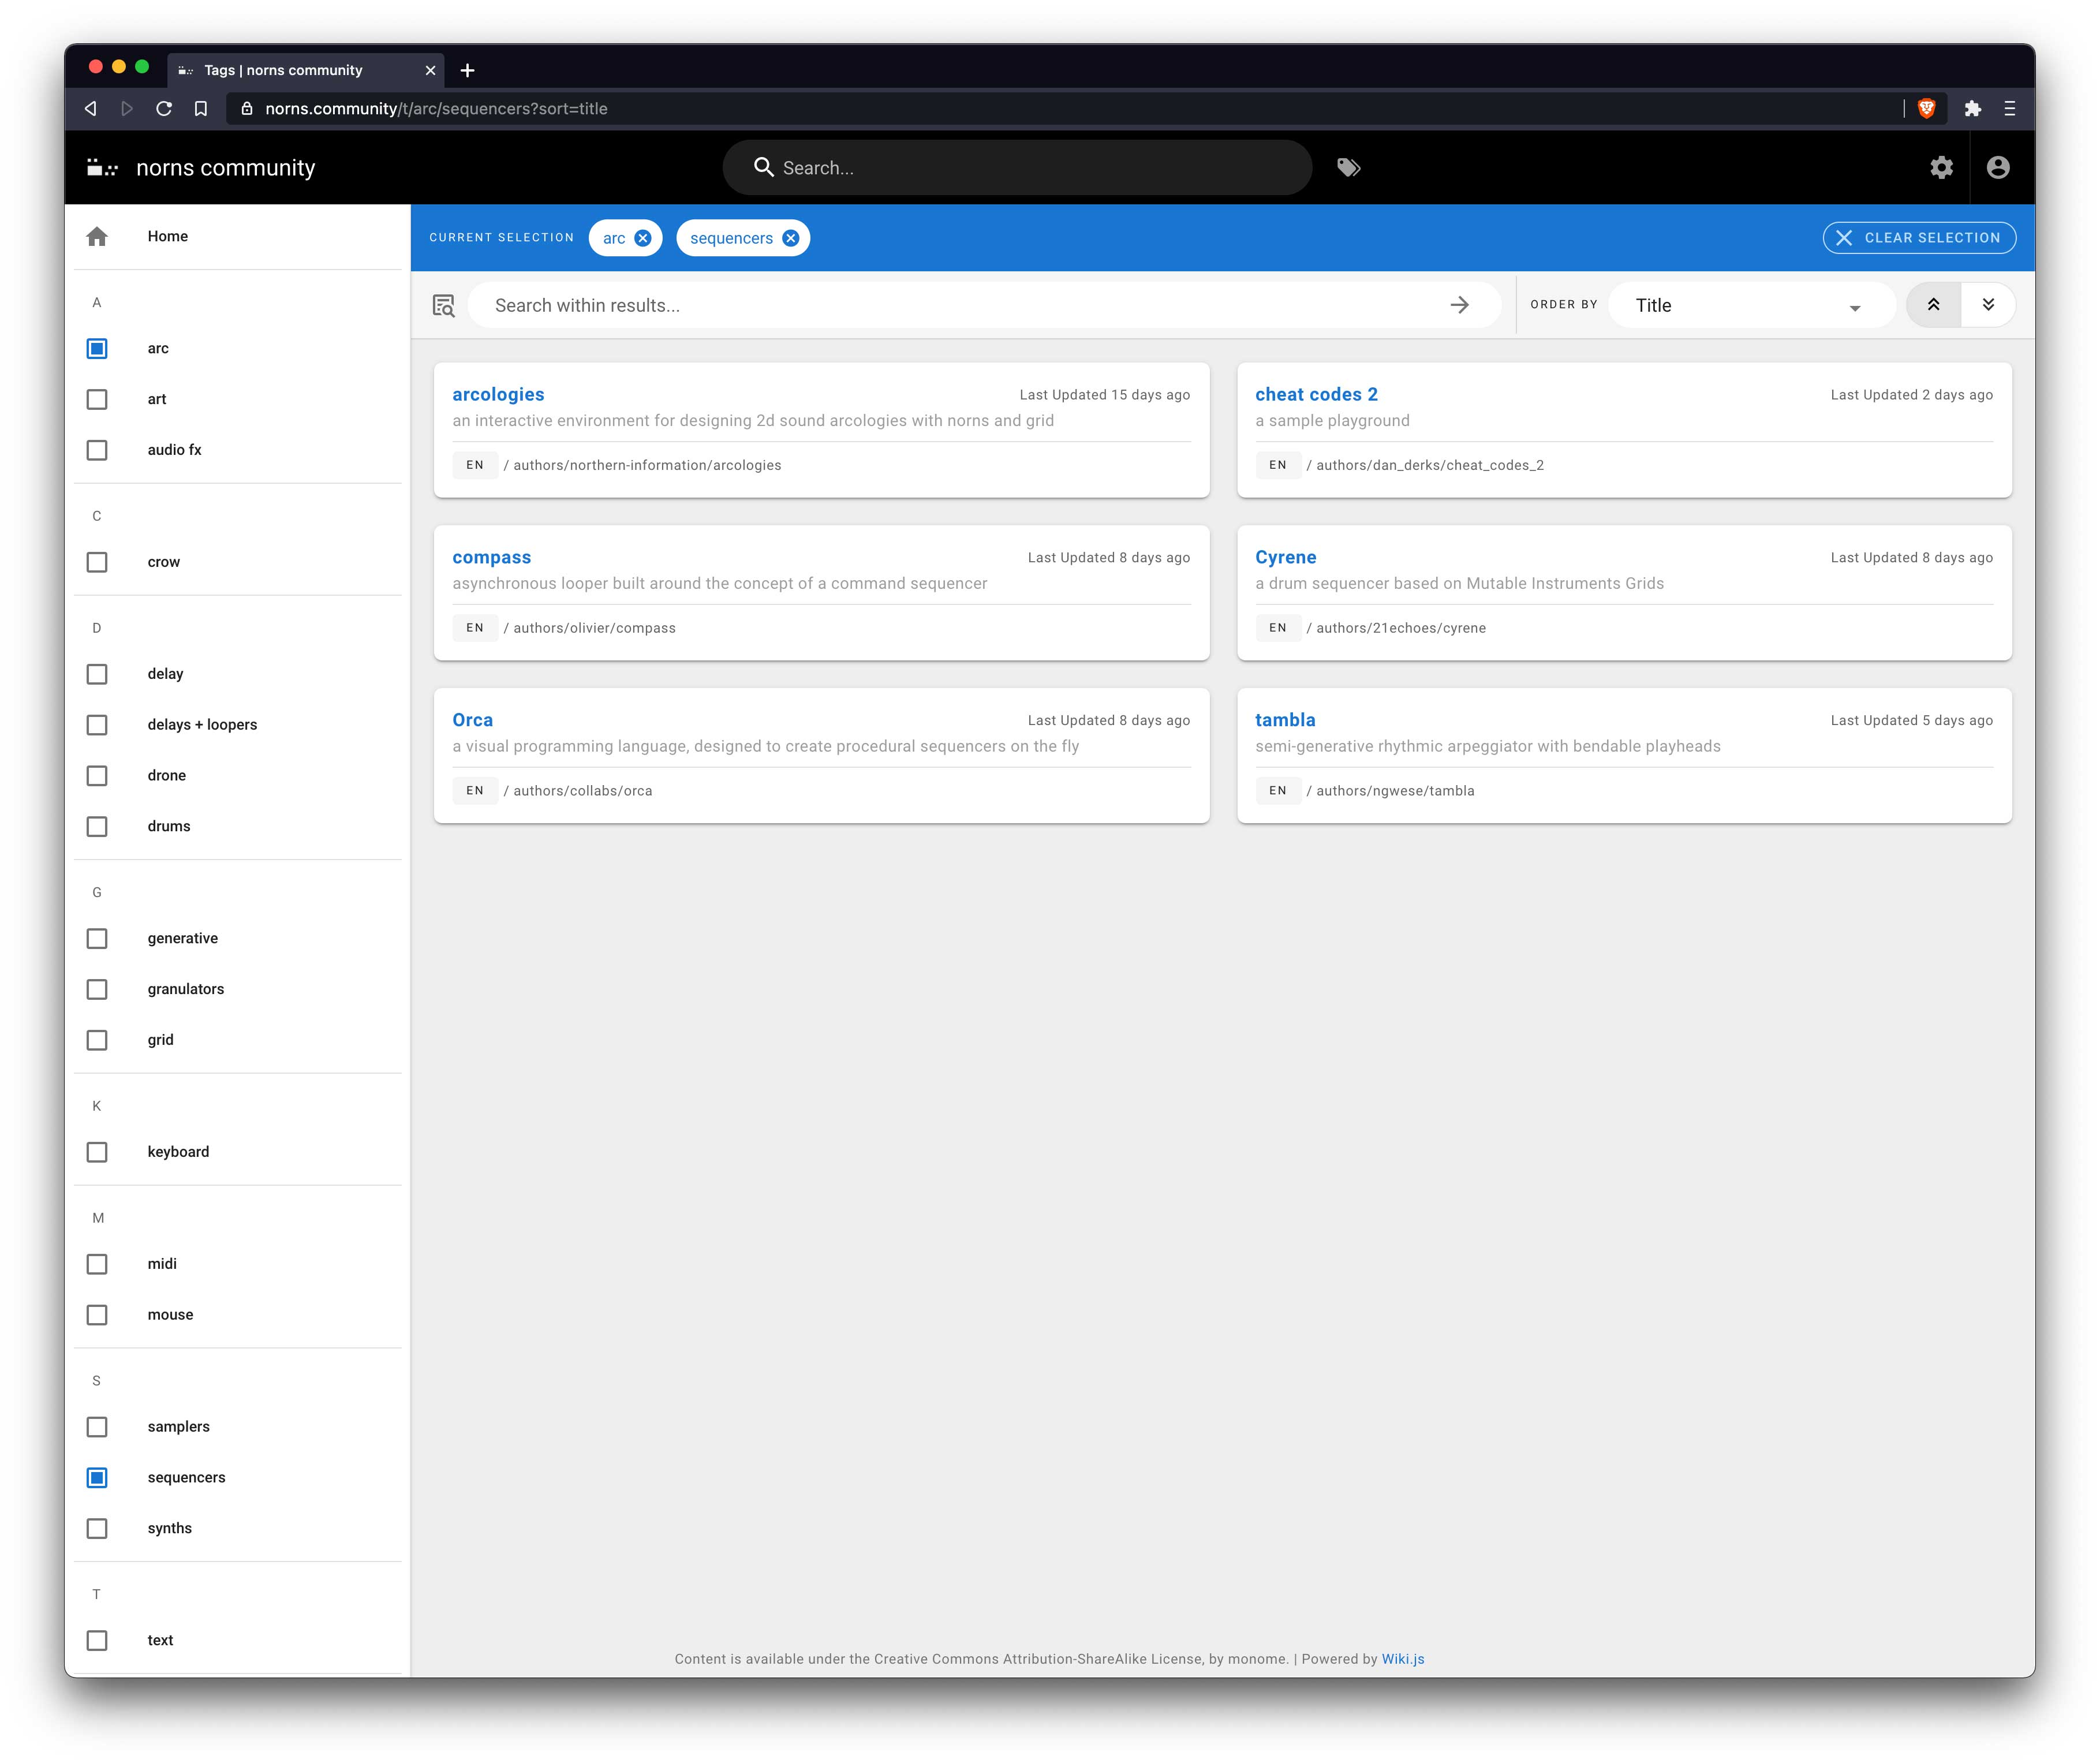 Tags | norns community
norns.community/t/arc/sequencers?sort=title
norns community
Search...
Home
A
arc
art
audio fx
C
crow
D
delay
delays + loopers
drone
drums
G
generative
granulators
grid
K
keyboard
M
midi
mouse
S
samplers
sequencers
synths
T
text
CURRENT SELECTION arc sequencers CLEAR SELECTION
Search within results... ORDER BY Title
arcologies Last Updated 15 days ago
an interactive environment for designing 2d sound arcologies with norns and grid
EN / authors/northern-information/arcologies
cheat codes 2 Last Updated 2 days ago
a sample playground
EN / authors/dan_derks/cheat_codes_2
compass Last Updated 8 days ago
asynchronous looper built around the concept of a command sequencer
EN / authors/olivier/compass
Cyrene Last Updated 8 days ago
a drum sequencer based on Mutable Instruments Grids
EN / authors/21echoes/cyrene
Orca Last Updated 8 days ago
a visual programming language, designed to create procedural sequencers on the fly
EN / authors/collabs/orca
tambla Last Updated 5 days ago
semi-generative rhythmic arpeggiator with bendable playheads
EN / authors/ngwese/tambla
Content is available under the Creative Commons Attribution-ShareAlike License, by monome. | Powered by Wiki.js